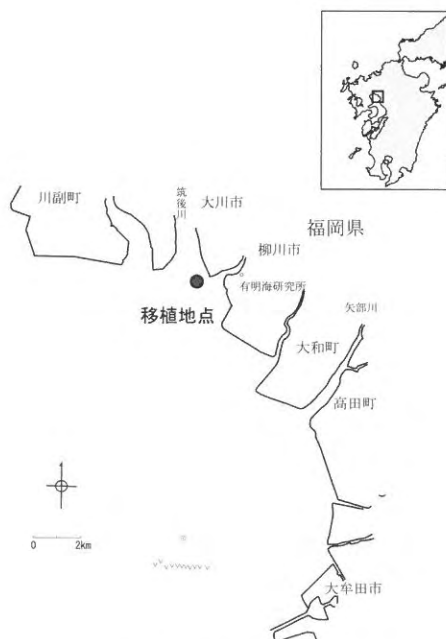 川副町
筑後川
大川市
福岡県
柳川市
有明海研究所
移植地点
矢部川
大和町
高田町
0 2km
大牟田市